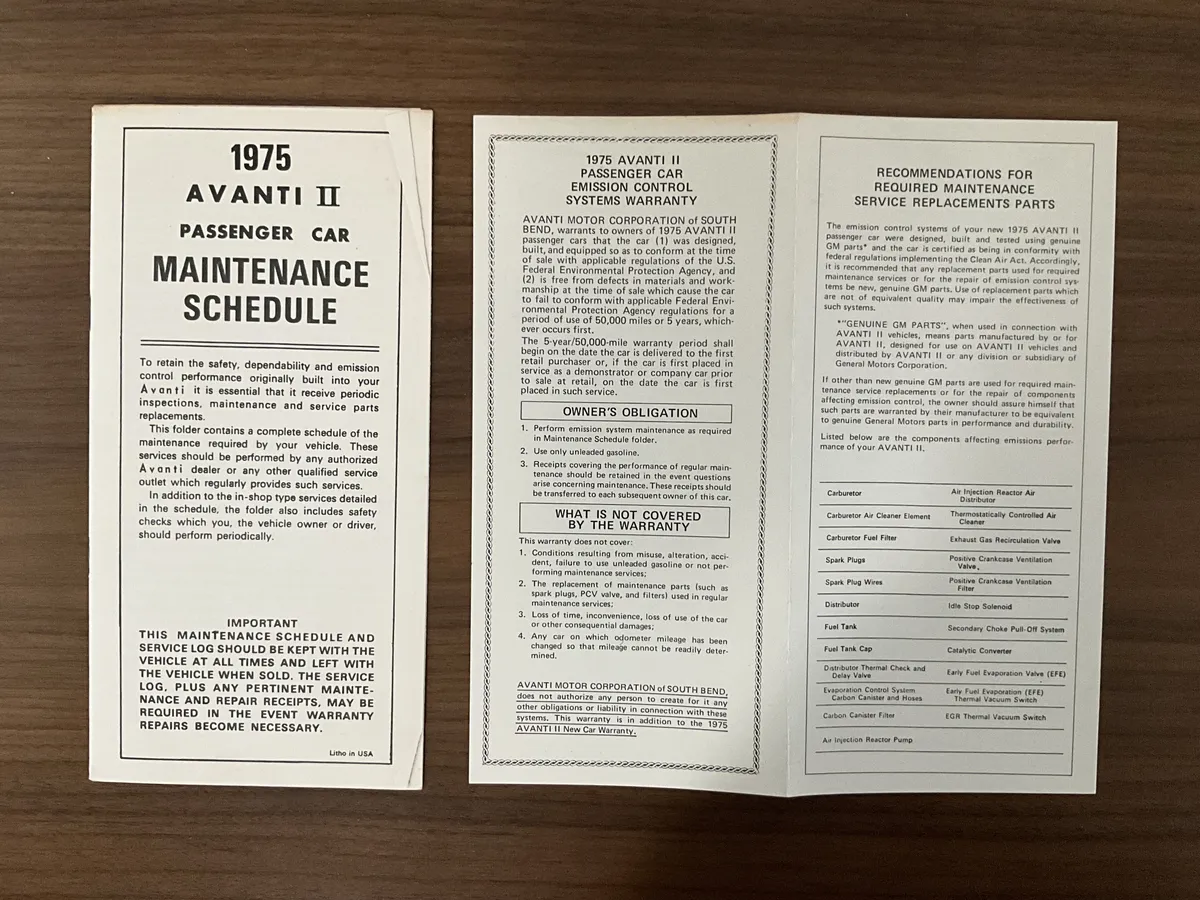 1975
AVANTI II
PASSENGER CAR
MAINTENANCE
SCHEDULE
To retain the safety, dependability and emission
control performance originally built into your
Avanti it is essential that it receive periodic
inspections, maintenance and service parts
replacements.
This folder contains a complete schedule of the
maintenance required by your vehicle. These
services should be performed by any authorized
Avanti dealer or any other qualified service
outlet which regularly provides such services.
In addition to the in-shop type services detailed
in the schedule, the folder also includes safety
checks which you, the vehicle owner or driver,
should perform periodically.
IMPORTANT
THIS MAINTENANCE SCHEDULE AND
SERVICE LOG SHOULD BE KEPT WITH THE
VEHICLE AT ALL TIMES AND LEFT WITH
THE VEHICLE WHEN SOLD. THE SERVICE
LOG, PLUS ANY PERTINENT MAINTE-
NANCE AND REPAIR RECEIPTS, MAY BE
REQUIRED IN THE EVENT WARRANTY
REPAIRS BECOME NECESSARY.
Litho in USA
1975 AVANTI II
PASSENGER CAR
EMISSION CONTROL
SYSTEMS WARRANTY
AVANTI MOTOR CORPORATION of SOUTH
BEND, warrants to owners of 1975 AVANTI II
passenger cars that the car (1) was designed,
built, and equipped so as to conform at the time
of sale with applicable regulations of the U.S.
Federal Environmental Protection Agency, and
(2) is free from defects in materials and work-
manship at the time of sale which cause the car
to fail to conform with applicable Federal Envi-
ronmental Protection Agency regulations for a
period of use of 50,000 miles or 5 years, which-
ever occurs first.
The 5-year/50,000-mile warranty period shall
begin on the date the car is delivered to the first
retail purchaser or, if the car is first placed in
service as a demonstrator or company car prior
to sale at retail, on the date the car is first
placed in such service.
OWNER'S OBLIGATION
1. Perform emission system maintenance as required
in Maintenance Schedule folder.
2. Use only unleaded gasoline.
3. Receipts covering the performance of regular main-
tenance should be retained in the event questions
arise concerning maintenance. These receipts should
be transferred to each subsequent owner of this car.
WHAT IS NOT COVERED
BY THE WARRANTY
This warranty does not cover:
1. Conditions resulting from misuse, alteration, acci-
dent, failure to use unleaded gasoline or not per-
forming maintenance services;
2. The replacement of maintenance parts (such as
spark plugs, PCV valve, and filters) used in regular
maintenance services;
3. Loss of time, inconvenience, loss of use of the car
or other consequential damages;
4. Any car on which odometer mileage has been
changed so that mileage cannot be readily deter-
mined.
AVANTI MOTOR CORPORATION of SOUTH BEND,
does not authorize any person to create for it any
other obligations or liability in connection with these
systems. This warranty is in addition to the 1975
AVANTI II New Car Warranty.
RECOMMENDATIONS FOR
REQUIRED MAINTENANCE
SERVICE REPLACEMENTS PARTS
The emission control systems of your new 1975 AVANTI II
passenger car were designed, built and tested using genuine
GM parts* and the car is certified as being in conformity with
federal regulations implementing the Clean Air Act. Accordingly,
it is recommended that any replacement parts used for required
maintenance services or for the repair of emission control sys-
tems be new, genuine GM parts. Use of replacement parts which
are not of equivalent quality may impair the effectiveness of
such systems.
*"GENUINE GM PARTS", when used in connection with
AVANTI II vehicles, means parts manufactured by or for
AVANTI II, designed for use on AVANTI II vehicles and
distributed by AVANTI II or any division or subsidiary of
General Motors Corporation.
If other than new genuine GM parts are used for required main-
tenance service replacements or for the repair of components
affecting emission control, the owner should assure himself that
such parts are warranted by their manufacturer to be equivalent
to genuine General Motors parts in performance and durability.
Listed below are the components affecting emissions perfor-
mance of your AVANTI II.
Carburetor Air Injection Reactor Air
Distributor
Carburetor Air Cleaner Element Thermostatically Controlled Air
Cleaner
Carburetor Fuel Filter Exhaust Gas Recirculation Valve
Spark Plugs Positive Crankcase Ventilation
Valve.
Spark Plug Wires Positive Crankcase Ventilation
Filter
Distributor Idle Stop Solenoid
Fuel Tank Secondary Choke Pull-Off System
Fuel Tank Cap Catalytic Converter
Distributor Thermal Check and
Delay Valve Early Fuel Evaporation Valve (EFE)
Evaporation Control System Early Fuel Evaporation (EFE)
Carbon Canister and Hoses Thermal Vacuum Switch
Carbon Canister Filter EGR Thermal Vacuum Switch
Air Injection Reactor Pump